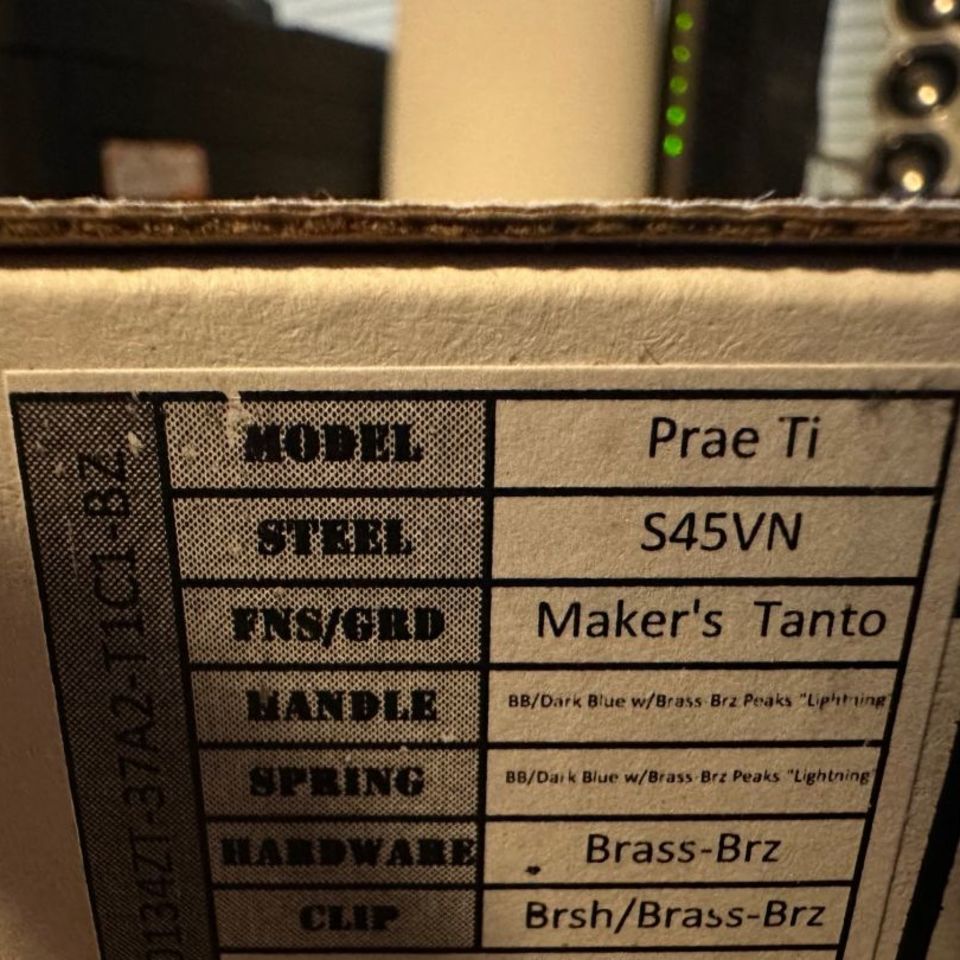 MODEL Prae Ti
STEEL S45VN
FNS/GRD Maker's Tanto
HANDLE BB/Dark Blue w/Brass-Brz Peaks "Lightning
SPRING BB/Dark Blue w/Brass-Brz Peaks "Lightning"
HARDWARE Brass-Brz
CLIP Brsh/Brass-Brz
0134ZT-37A2-T1C1-BZ